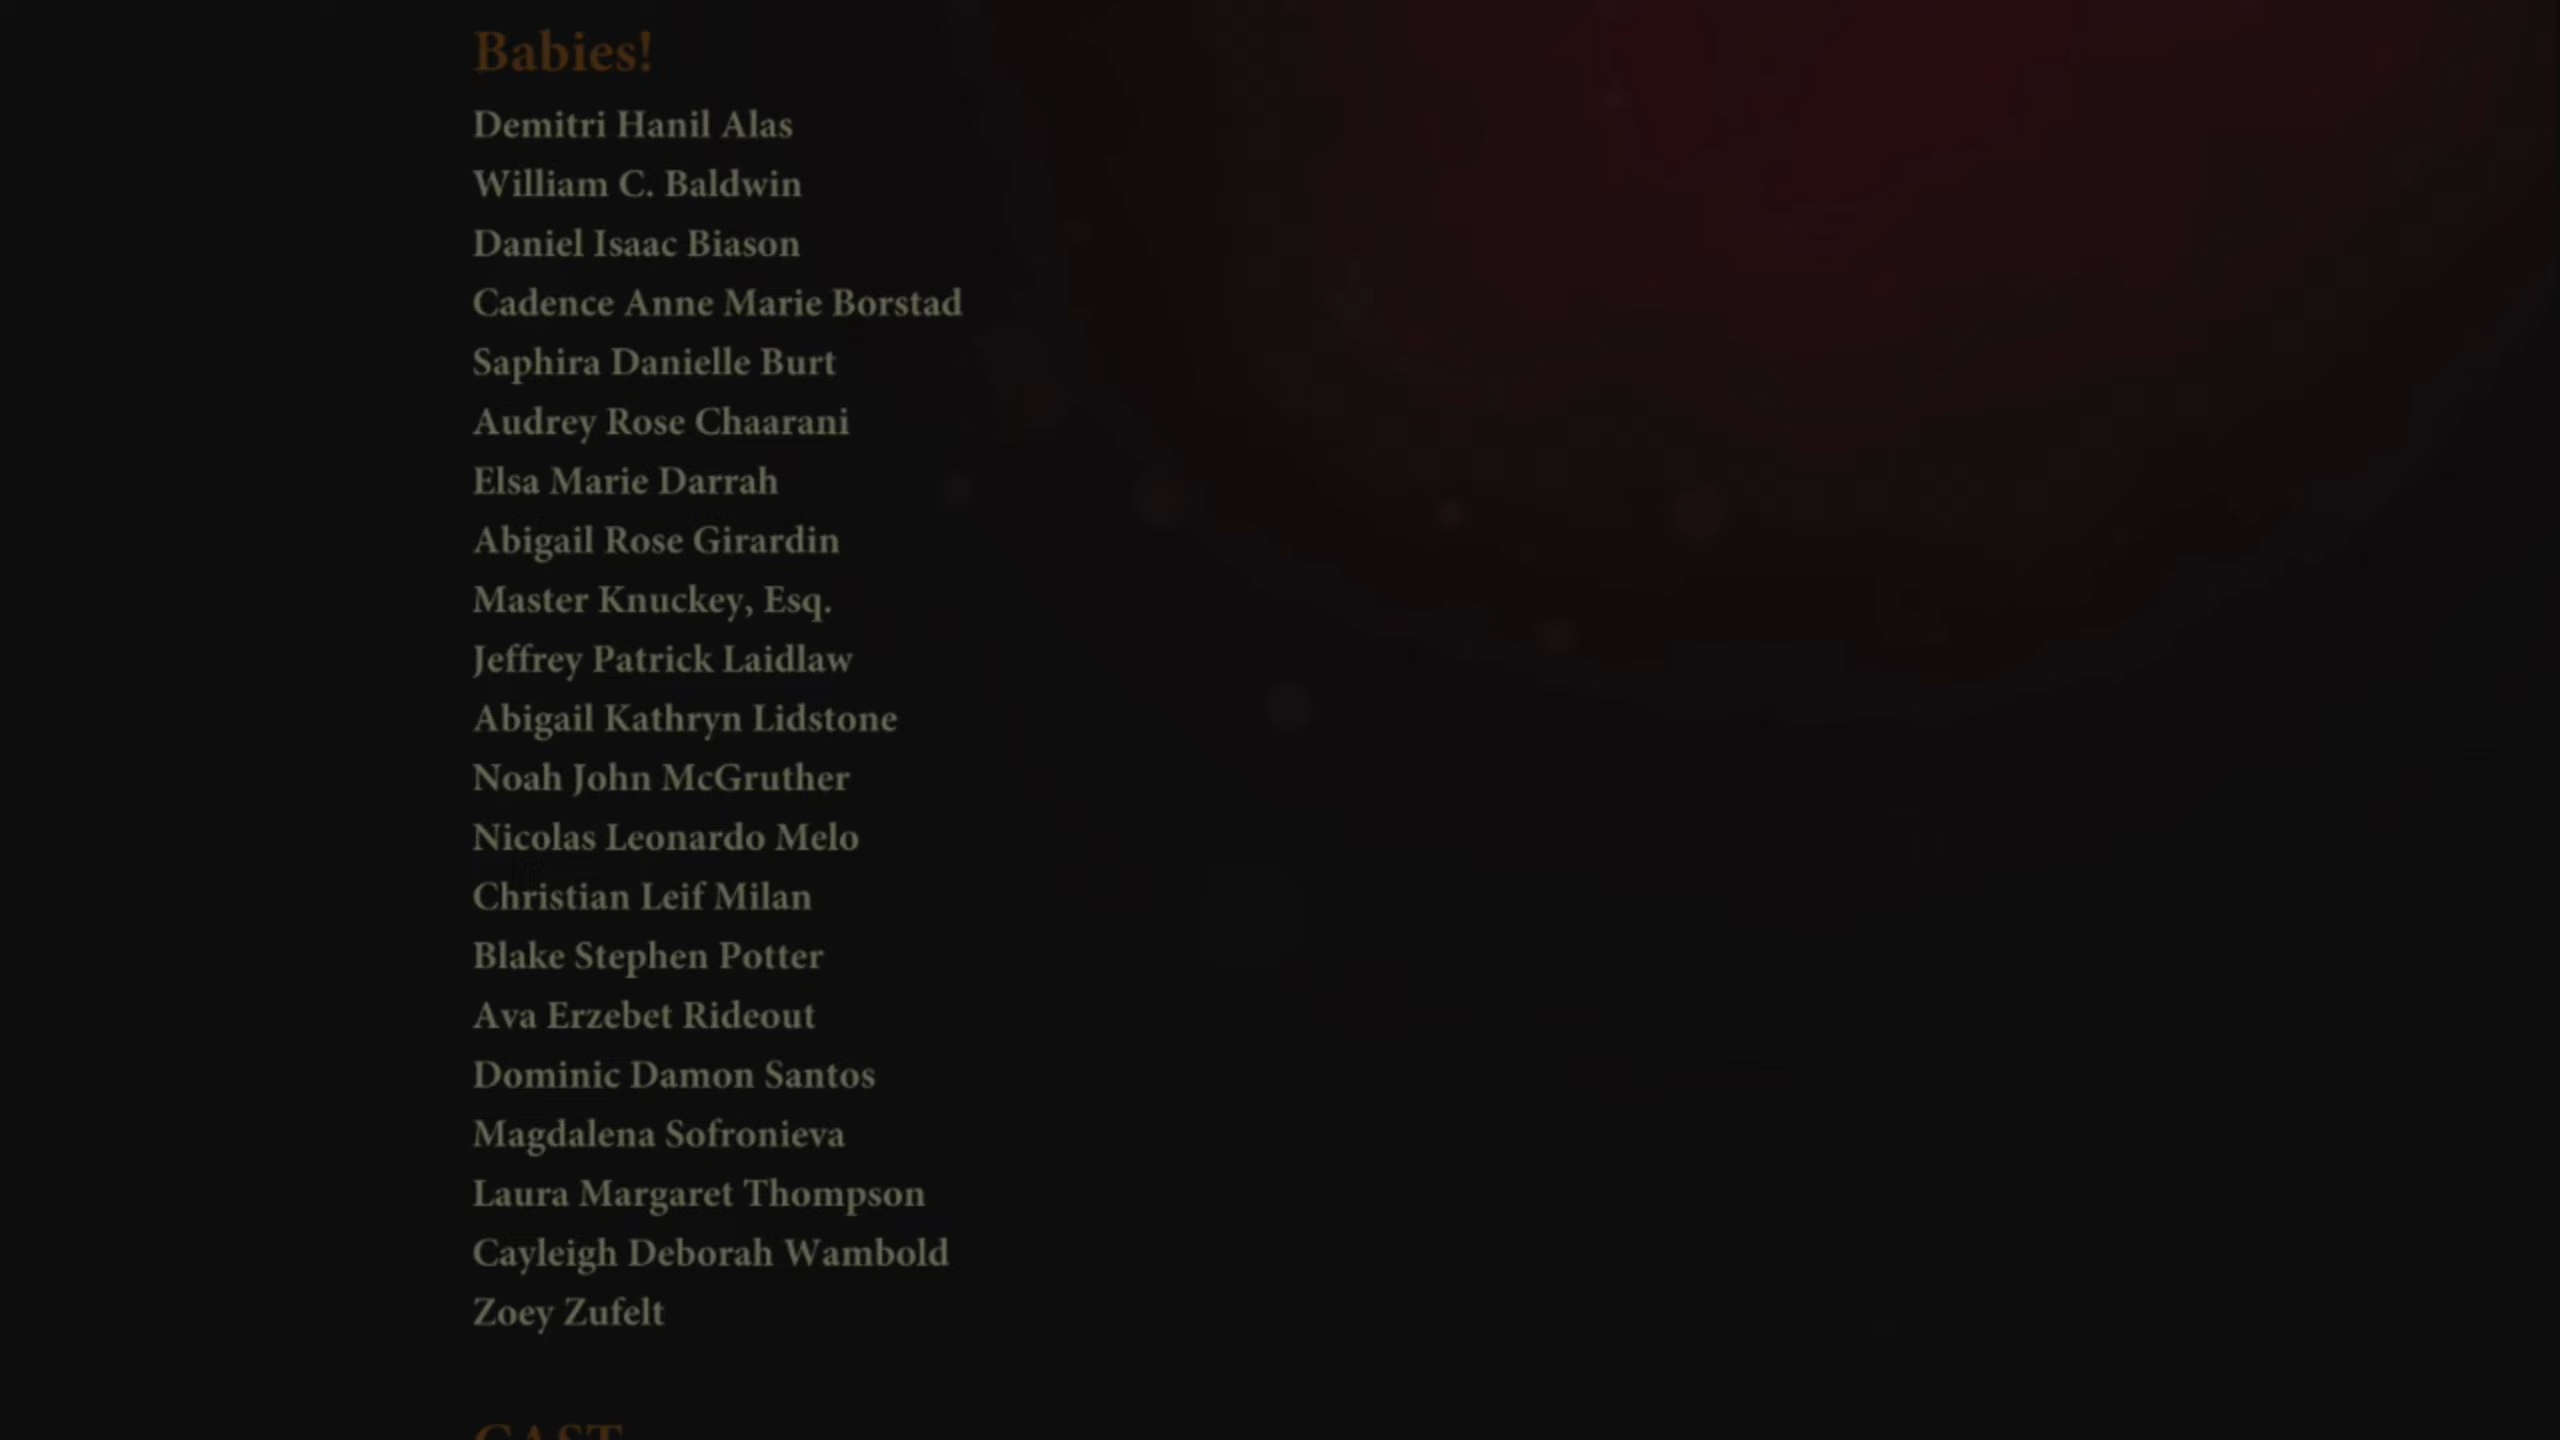 Babies!
Demitri Hanil Alas
William C. Baldwin
Daniel Isaac Biason
Cadence Anne Marie Borstad
Saphira Danielle Burt
Audrey Rose Chaarani
Elsa Marie Darrah
Abigail Rose Girardin
Master Knuckey, Esq.
Jeffrey Patrick Laidlaw
Abigail Kathryn Lidstone
Noah John McGruther
Nicolas Leonardo Melo
Christian Leif Milan
Blake Stephen Potter
Ava Erzebet Rideout
Dominic Damon Santos
Magdalena Sofronieva
Laura Margaret Thompson
Cayleigh Deborah Wambold
Zoey Zufelt
CAST